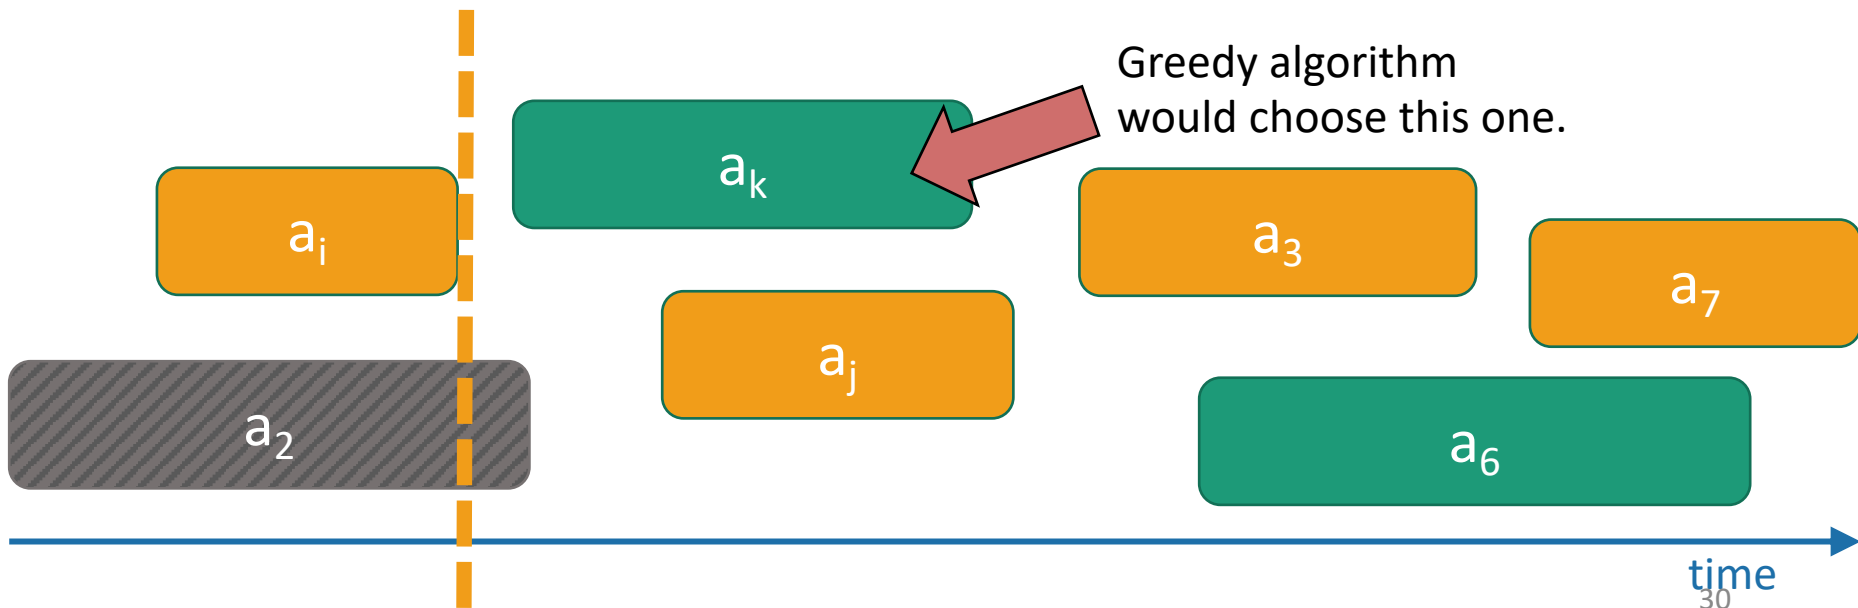 Greedy algorithm
would choose this one.
aₖ
aᵢ
a₃
a₇
aⱼ
a₂
a₆
time
30